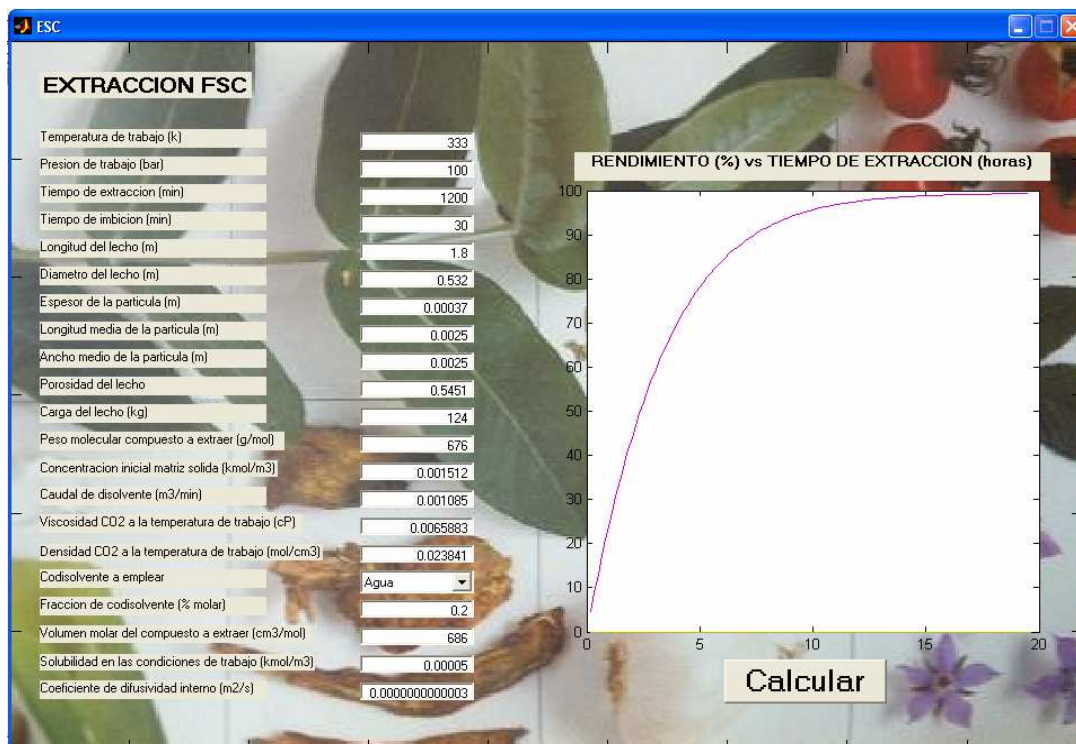 ESC
EXTRACCION FSC
Temperatura de trabajo (k) 333
Presion de trabajo (bar) 100
Tiempo de extraccion (min) 1200
Tiempo de imbicion (min) 30
Longitud del lecho (m) 1.8
Diametro del lecho (m) 0.532
Espesor de la particula (m) 0.00037
Longitud media de la particula (m) 0.0025
Ancho medio de la particula (m) 0.0025
Porosidad del lecho 0.5451
Carga del lecho (kg) 124
Peso molecular compuesto a extraer (g/mol) 676
Concentracion inicial matriz solida (kmol/m3) 0.001512
Caudal de disolvente (m3/min) 0.001085
Viscosidad CO2 a la temperatura de trabajo (cP) 0.0065883
Densidad CO2 a la temperatura de trabajo (mol/cm3) 0.023841
Codisolvente a emplear Agua
Fraccion de codisolvente (% molar) 0.2
Volumen molar del compuesto a extraer (cm3/mol) 686
Solubilidad en las condiciones de trabajo (kmol/m3) 0.00005
Coeficiente de difusividad interno (m2/s) 0.0000000000003
RENDIMIENTO (%) vs TIEMPO DE EXTRACCION (horas)
100
90
80
70
60
50
40
30
20
10
0
0 5 10 15 20
Calcular